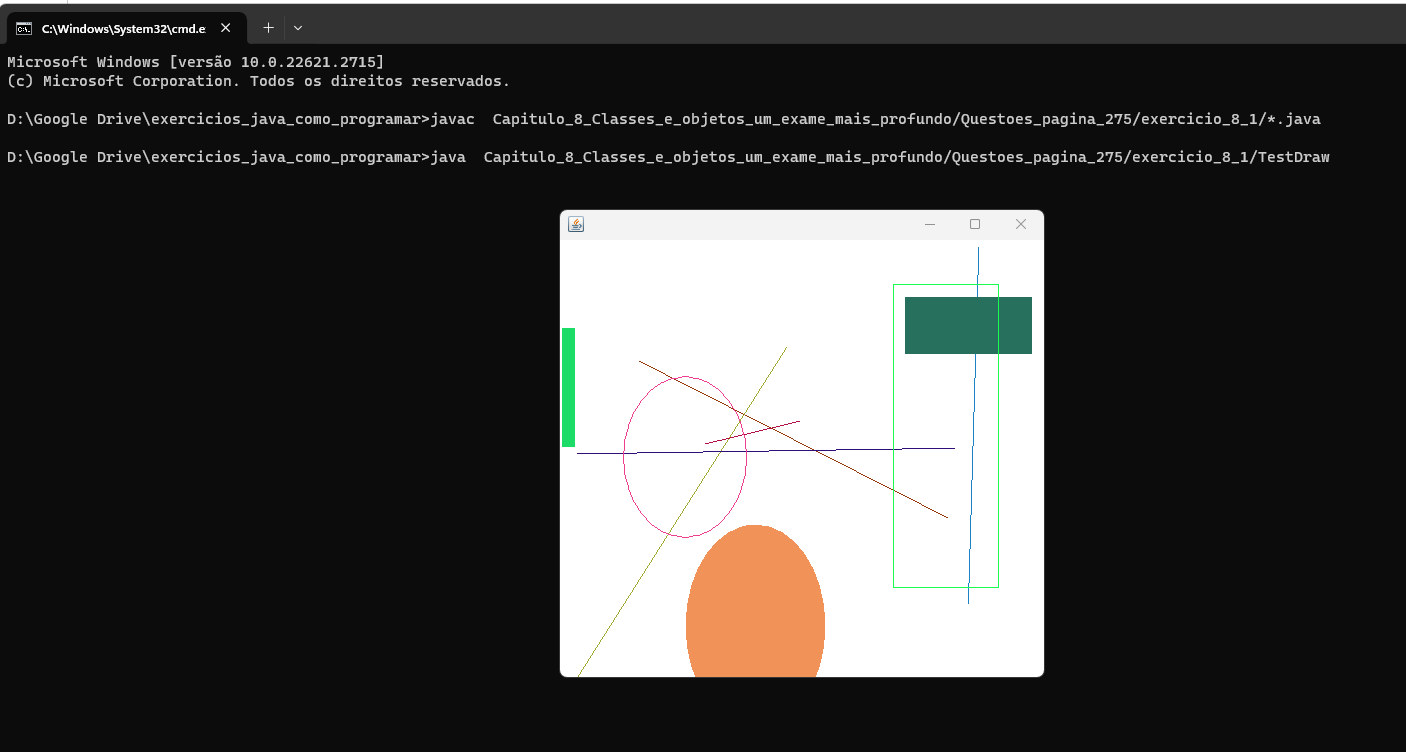 C:\Windows\System32\cmd.e
Microsoft Windows [versão 10.0.22621.2715]
(c) Microsoft Corporation. Todos os direitos reservados.
D:\Google Drive\exercicios_java_como_programar>javac  Capitulo_8_Classes_e_objetos_um_exame_mais_profundo/Questoes_pagina_275/exercicio_8_1/*.java
D:\Google Drive\exercicios_java_como_programar>java  Capitulo_8_Classes_e_objetos_um_exame_mais_profundo/Questoes_pagina_275/exercicio_8_1/TestDraw